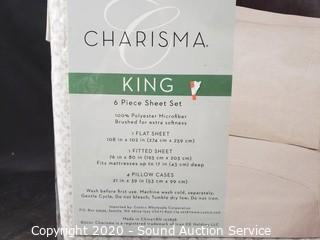 C
CHARISMA.
KING
6 Piece Sheet Set
100% Polyester Microfiber
Brushed for extra softness
1 FLAT SHEET
108 in x 102 in (274 cm x 259 cm)
1 FITTED SHEET
76 in x 80 in (193 cm x 203 cm)
Fits mattresses up to 17 in (43 cm) deep
4 PILLOW CASES
21 in x 39 in (53 cm x 99 cm)
Wash before first use. Machine wash cold, separately,
Gentle Cycle, Do not bleach, Tumble dry low, Do not iron.
Imported by: Costco Wholesale Corporation
Copyright 2020 - Sound Auction Service